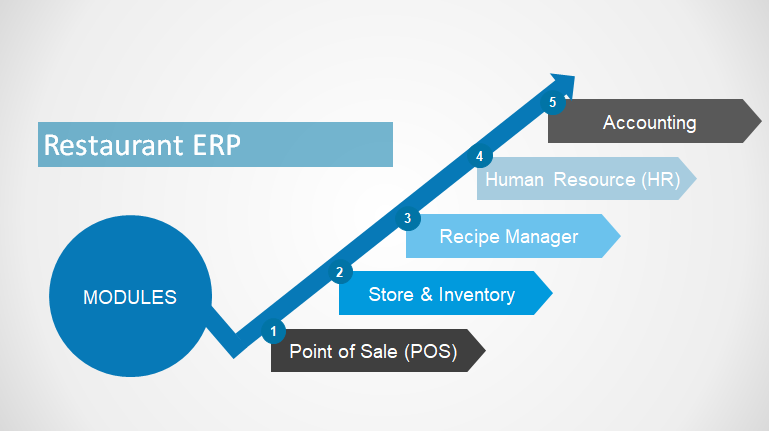 Restaurant ERP
MODULES
5
Accounting
4
Human Resource (HR)
3
Recipe Manager
2
Store & Inventory
1
Point of Sale (POS)